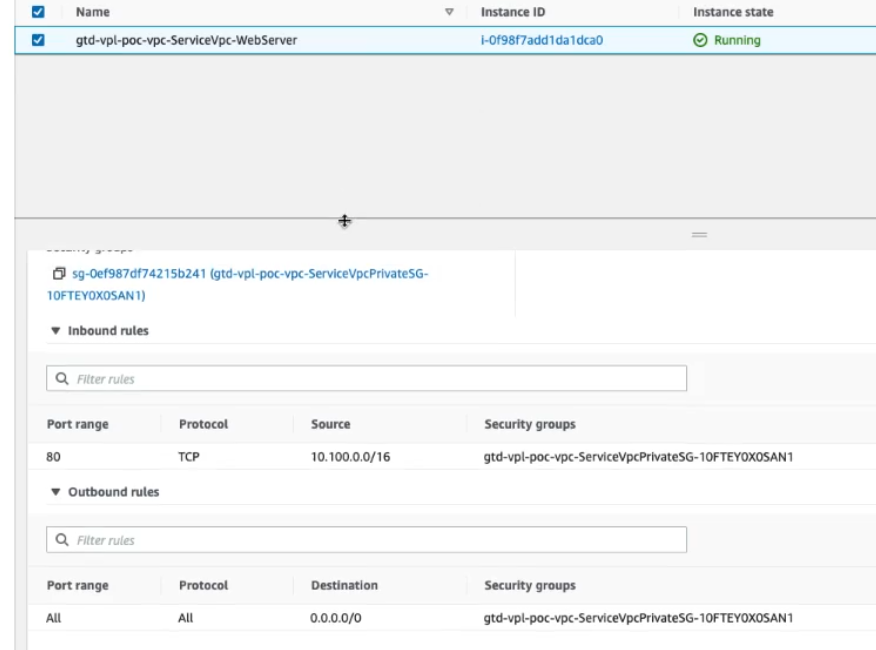 Name Instance ID Instance state
gtd-vpl-poc-vpc-ServiceVpc-WebServer i-0f98f7add1da1dca0 Running
Security groups
sg-0ef987df74215b241 (gtd-vpl-poc-vpc-ServiceVpcPrivateSG-
10FTEY0X0SAN1)
Inbound rules
Filter rules
Port range Protocol Source Security groups
80 TCP 10.100.0.0/16 gtd-vpl-poc-vpc-ServiceVpcPrivateSG-10FTEY0X0SAN1
Outbound rules
Filter rules
Port range Protocol Destination Security groups
All All 0.0.0.0/0 gtd-vpl-poc-vpc-ServiceVpcPrivateSG-10FTEY0X0SAN1